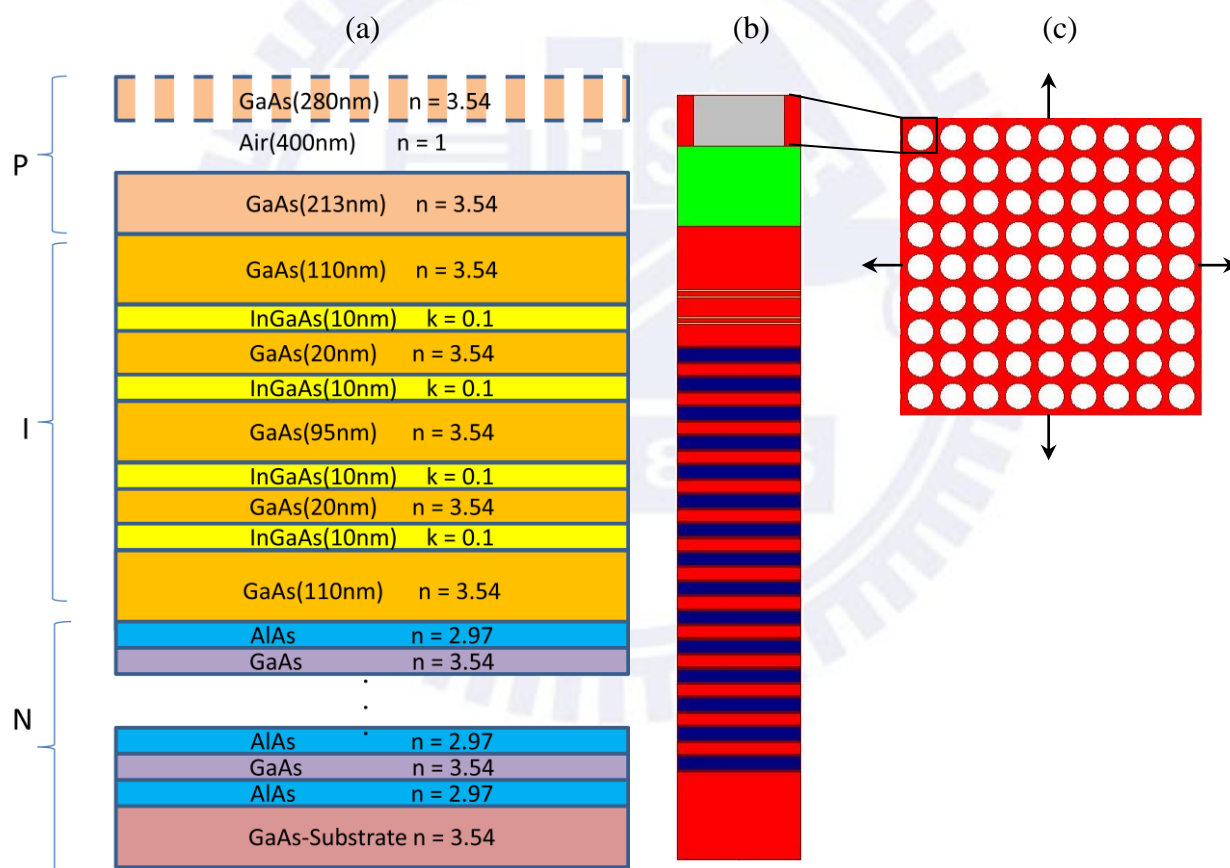 (a)
(b)
(c)
GaAs(280nm) n = 3.54
Air(400nm) n = 1
P
GaAs(213nm) n = 3.54
GaAs(110nm) n = 3.54
InGaAs(10nm) k = 0.1
GaAs(20nm) n = 3.54
InGaAs(10nm) k = 0.1
I
GaAs(95nm) n = 3.54
InGaAs(10nm) k = 0.1
GaAs(20nm) n = 3.54
InGaAs(10nm) k = 0.1
GaAs(110nm) n = 3.54
AlAs n = 2.97
GaAs n = 3.54
N
AlAs n = 2.97
GaAs n = 3.54
AlAs n = 2.97
GaAs-Substrate n = 3.54